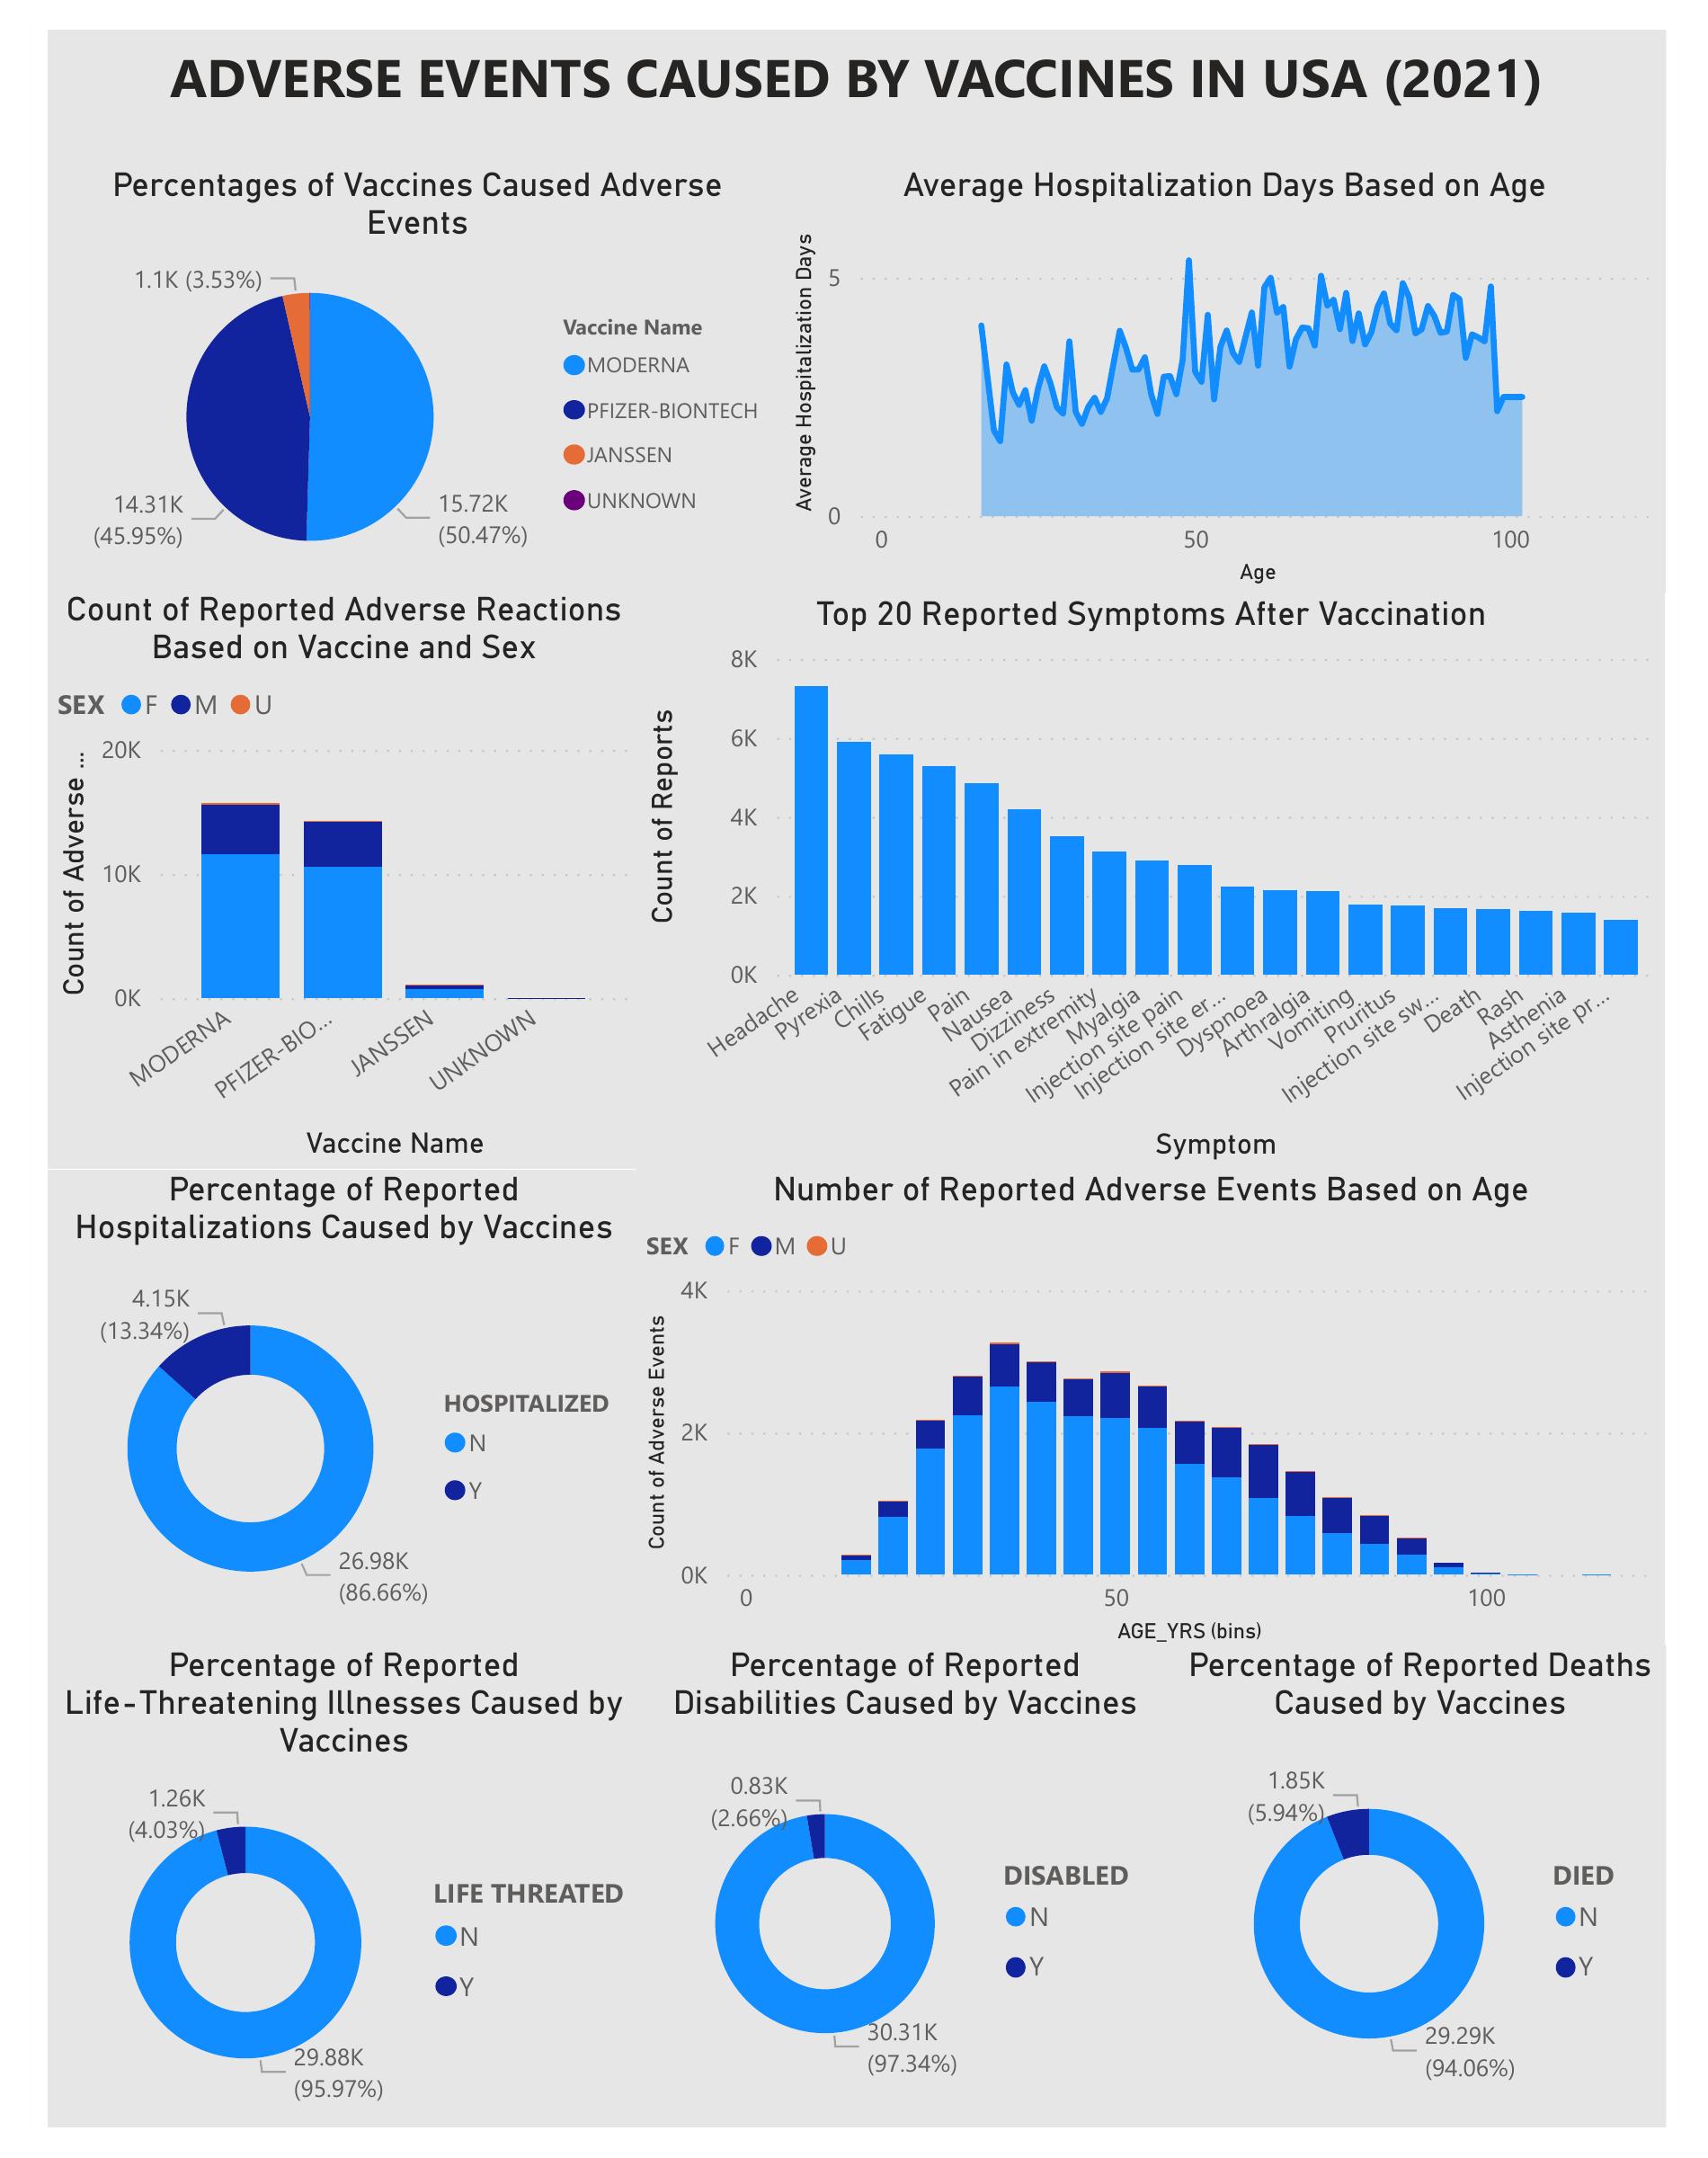 ADVERSE EVENTS CAUSED BY VACCINES IN USA (2021)
Percentages of Vaccines Caused Adverse
Events
1.1K (3.53%)
14.31K
(45.95%)
15.72K
(50.47%)
Vaccine Name
MODERNA
PFIZER-BIONTECH
JANSSEN
UNKNOWN
Average Hospitalization Days Based on Age
Average Hospitalization Days
5
0
0
50
100
Age
Count of Reported Adverse Reactions
Based on Vaccine and Sex
SEX F M U
Count of Adverse ...
20K
10K
0K
MODERNA
PFIZER-BIO...
JANSSEN
UNKNOWN
Vaccine Name
Top 20 Reported Symptoms After Vaccination
Count of Reports
8K
6K
4K
2K
0K
Headache
Pyrexia
Chills
Fatigue
Pain
Nausea
Dizziness
Pain in extremity
Myalgia
Injection site pain
Injection site er...
Dyspnoea
Arthralgia
Vomiting
Pruritus
Injection site sw...
Death
Rash
Asthenia
Injection site pr...
Symptom
Percentage of Reported
Hospitalizations Caused by Vaccines
4.15K
(13.34%)
26.98K
(86.66%)
HOSPITALIZED
N
Y
Number of Reported Adverse Events Based on Age
SEX F M U
Count of Adverse Events
4K
2K
0K
0
50
100
AGE_YRS (bins)
Percentage of Reported
Life-Threatening Illnesses Caused by
Vaccines
1.26K
(4.03%)
29.88K
(95.97%)
LIFE THREATED
N
Y
Percentage of Reported
Disabilities Caused by Vaccines
0.83K
(2.66%)
30.31K
(97.34%)
DISABLED
N
Y
Percentage of Reported Deaths
Caused by Vaccines
1.85K
(5.94%)
29.29K
(94.06%)
DIED
N
Y